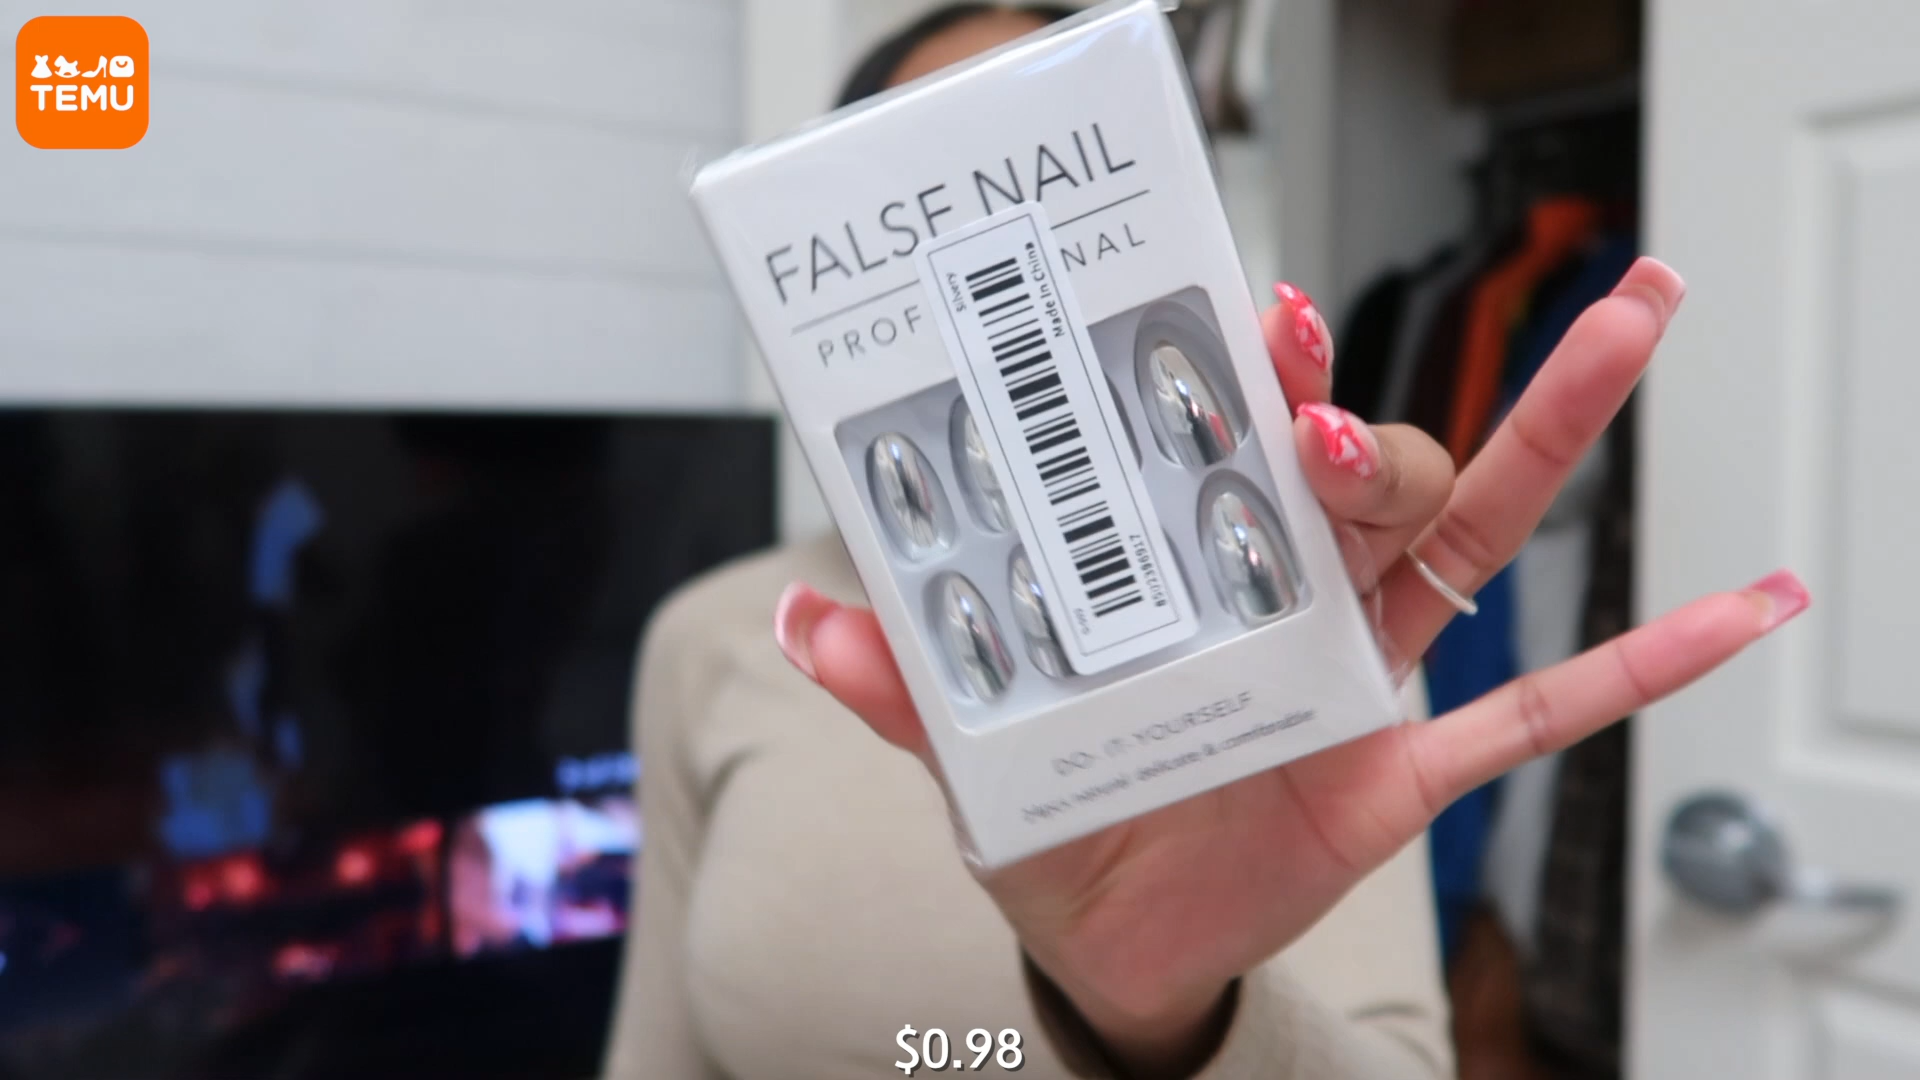 TEMU
FALSE NAIL
PROF NAL
Silvery
Made In China
DO- IT YOURSELF
$0.98